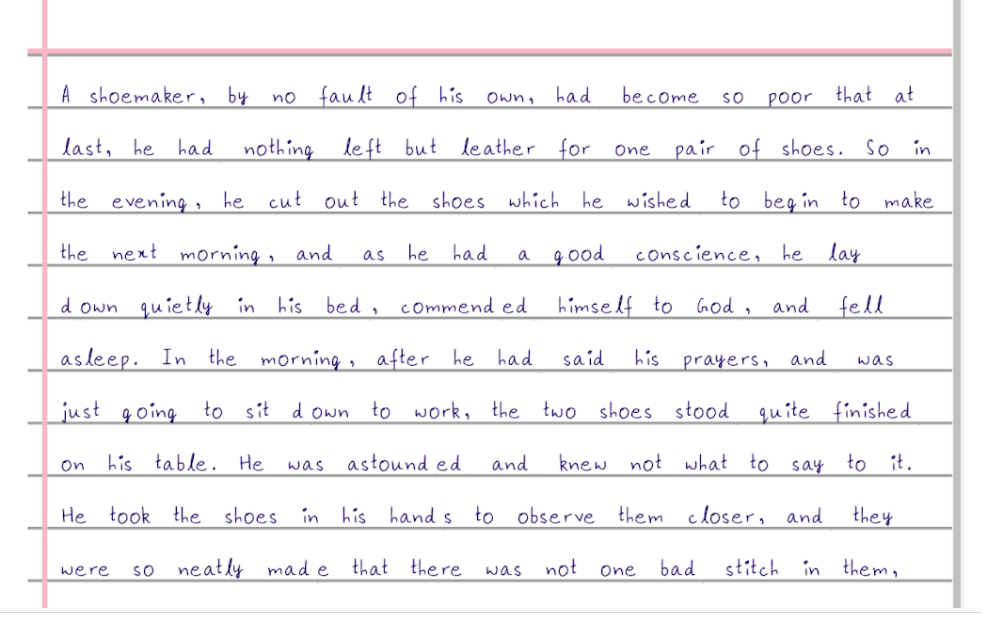 A shoemaker, by no fault of his own, had become so poor that at
last, he had nothing left but leather for one pair of shoes. So in
the evening, he cut out the shoes which he wished to begin to make
the next morning, and as he had a good conscience, he lay
down quietly in his bed, commended himself to God, and fell
asleep. In the morning, after he had said his prayers, and was
just going to sit down to work, the two shoes stood quite finished
on his table. He was astounded and knew not what to say to it.
He took the shoes in his hands to observe them closer, and they
were so neatly made that there was not one bad stitch in them,